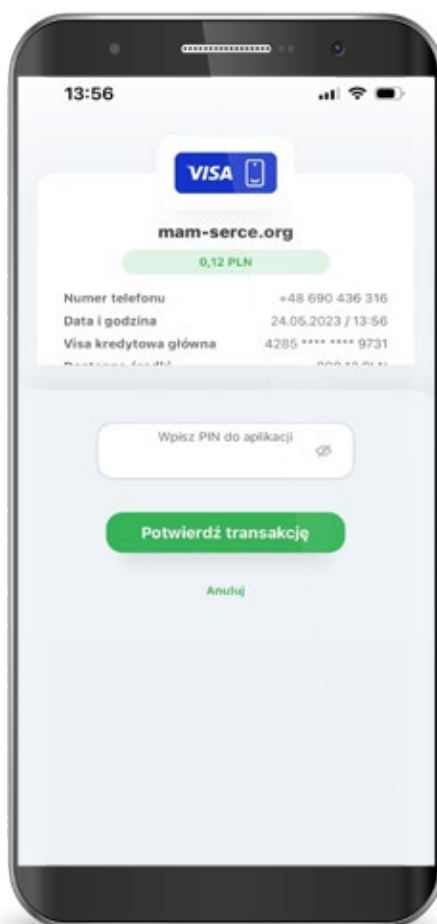 13:56
VISA
mam-serce.org
0,12 PLN
Numer telefonu +48 690 436 316
Data i godzina 24.05.2023 / 13:56
Visa kredytowa główna 4285 **** **** 9731
Wpisz PIN do aplikacji
Potwierdź transakcję
Anuluj